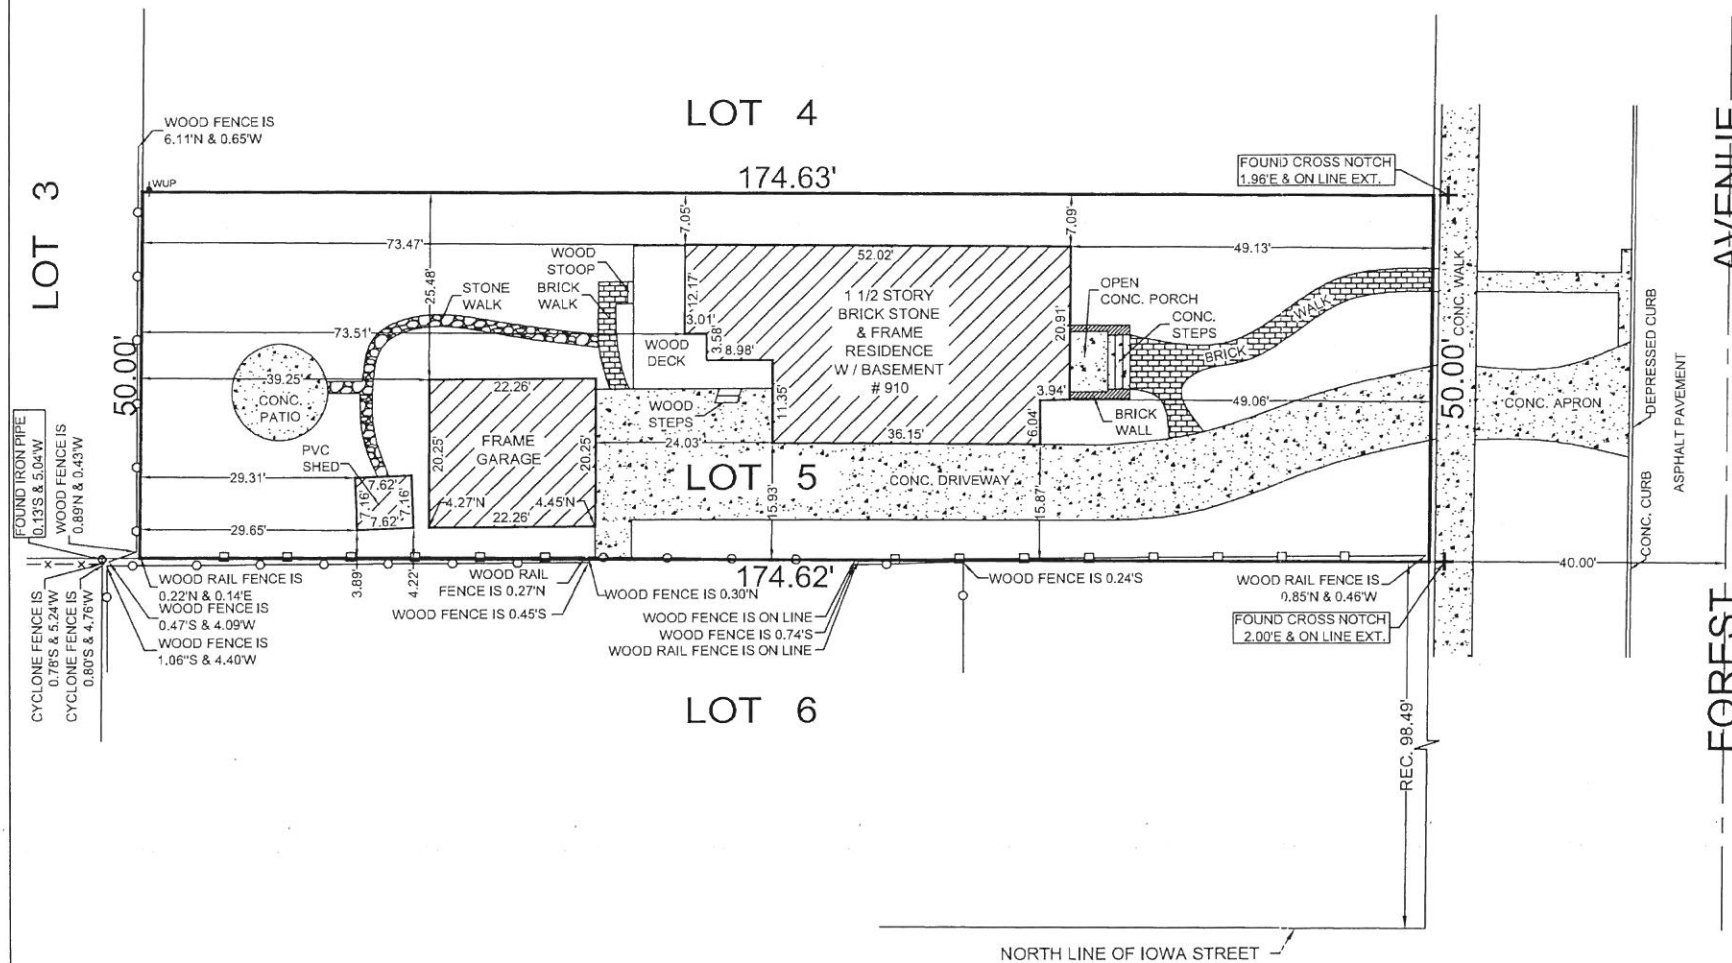 LOT 4
WOOD FENCE IS
6.11'N & 0.65'W
LOT 3
WUP
174.63'
FOUND CROSS NOTCH
1.96'E & ON LINE EXT.
AVENUE
FOREST
7.05'
7.09'
73.47'
52.02'
49.13'
25.48'
WOOD
STOOP
BRICK
WALK
STONE
WALK
12.17'
3.01'
3.58'
8.98'
1 1/2 STORY
BRICK STONE
& FRAME
RESIDENCE
W / BASEMENT
# 910
20.91'
OPEN
CONC. PORCH
CONC.
STEPS
BRICK
WALK
73.51'
WOOD
DECK
50.00'
50.00'
CONC. WALK
39.25'
CONC.
PATIO
22.26'
WOOD
STEPS
11.35'
3.94'
49.06'
BRICK
WALL
6.04'
CONC. APRON
DEPRESSED CURB
ASPHALT PAVEMENT
CONC. CURB
FRAME
GARAGE
20.25'
20.25'
24.03'
36.15'
LOT 5
CONC. DRIVEWAY
PVC
SHED
29.31'
7.62'
7.16'
7.16'
7.62'
4.27'N
4.45'N
22.26'
15.93'
15.87'
29.65'
FOUND IRON PIPE
0.13'S & 5.04'W
WOOD FENCE IS
0.89'N & 0.43'W
3.89'
4.22'
174.62'
40.00'
WOOD RAIL FENCE IS
0.22'N & 0.14'E
WOOD FENCE IS
0.47'S & 4.09'W
WOOD FENCE IS
1.06"S & 4.40'W
CYCLONE FENCE IS
0.78'S & 5.24'W
CYCLONE FENCE IS
0.80'S & 4.76'W
WOOD RAIL
FENCE IS 0.27'N
WOOD FENCE IS 0.45'S
WOOD FENCE IS 0.30'N
WOOD FENCE IS ON LINE
WOOD FENCE IS 0.74'S
WOOD RAIL FENCE IS ON LINE
WOOD FENCE IS 0.24'S
WOOD RAIL FENCE IS
0.85'N & 0.46'W
FOUND CROSS NOTCH
2.00'E & ON LINE EXT.
LOT 6
REC. 98.49'
NORTH LINE OF IOWA STREET